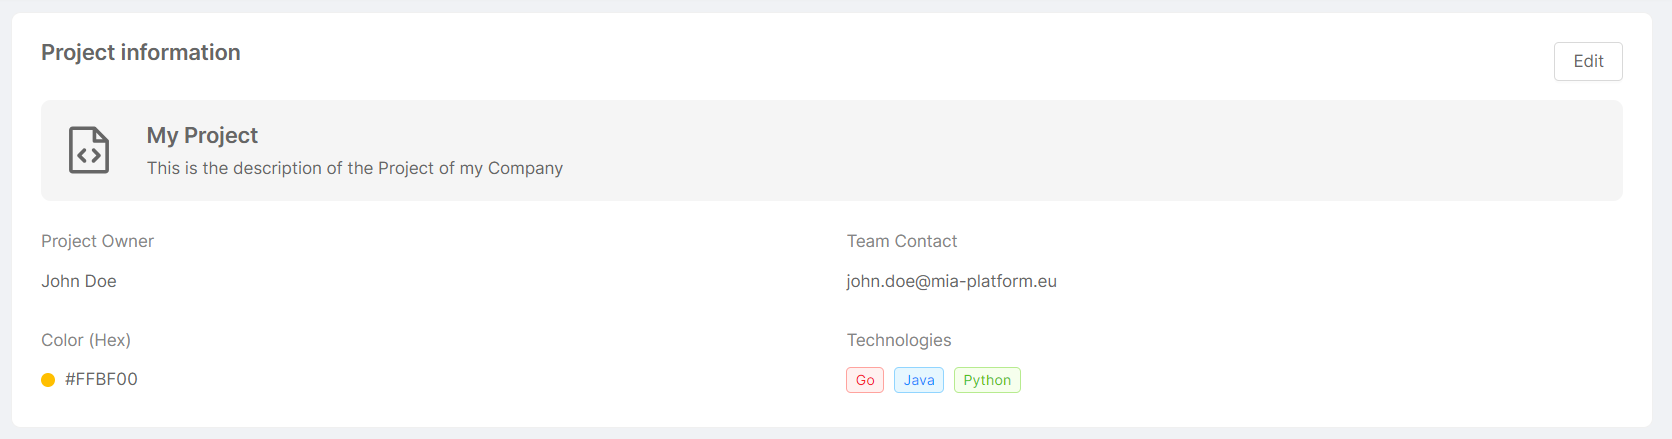 Project information
Edit
My Project
This is the description of the Project of my Company
Project Owner
Team Contact
John Doe
john.doe@mia-platform.eu
Color (Hex)
Technologies
#FFBF00
Go Java Python